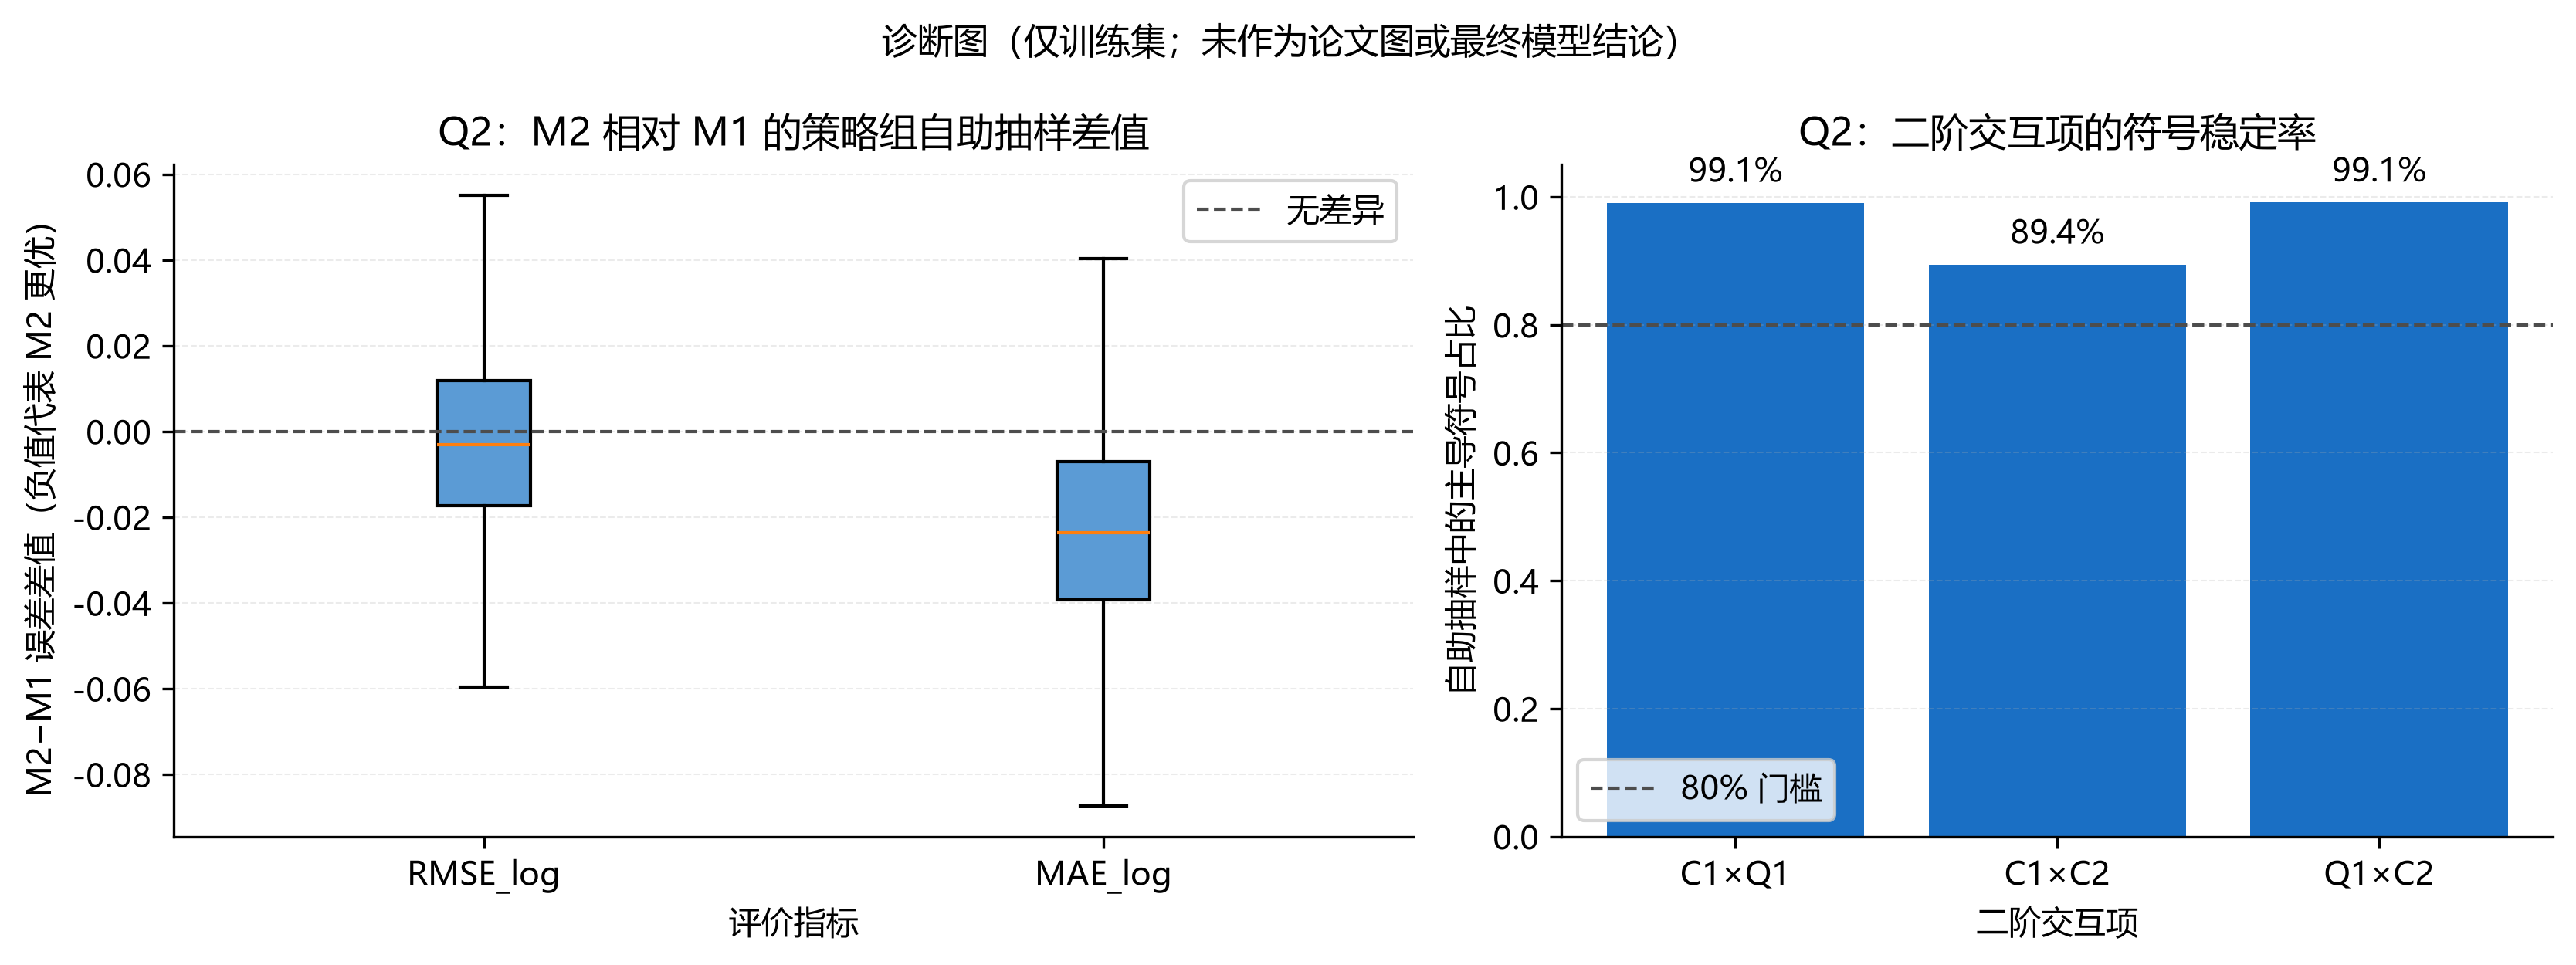 诊断图（仅训练集；未作为论文图或最终模型结论）
Q2：M2 相对 M1 的策略组自助抽样差值
M2−M1 误差差值（负值代表 M2 更优）
0.06
0.04
0.02
0.00
-0.02
-0.04
-0.06
-0.08
无差异
RMSE_log
MAE_log
评价指标
Q2：二阶交互项的符号稳定率
自助抽样中的主导符号占比
1.0
0.8
0.6
0.4
0.2
0.0
99.1%
89.4%
99.1%
80% 门槛
C1×Q1
C1×C2
Q1×C2
二阶交互项